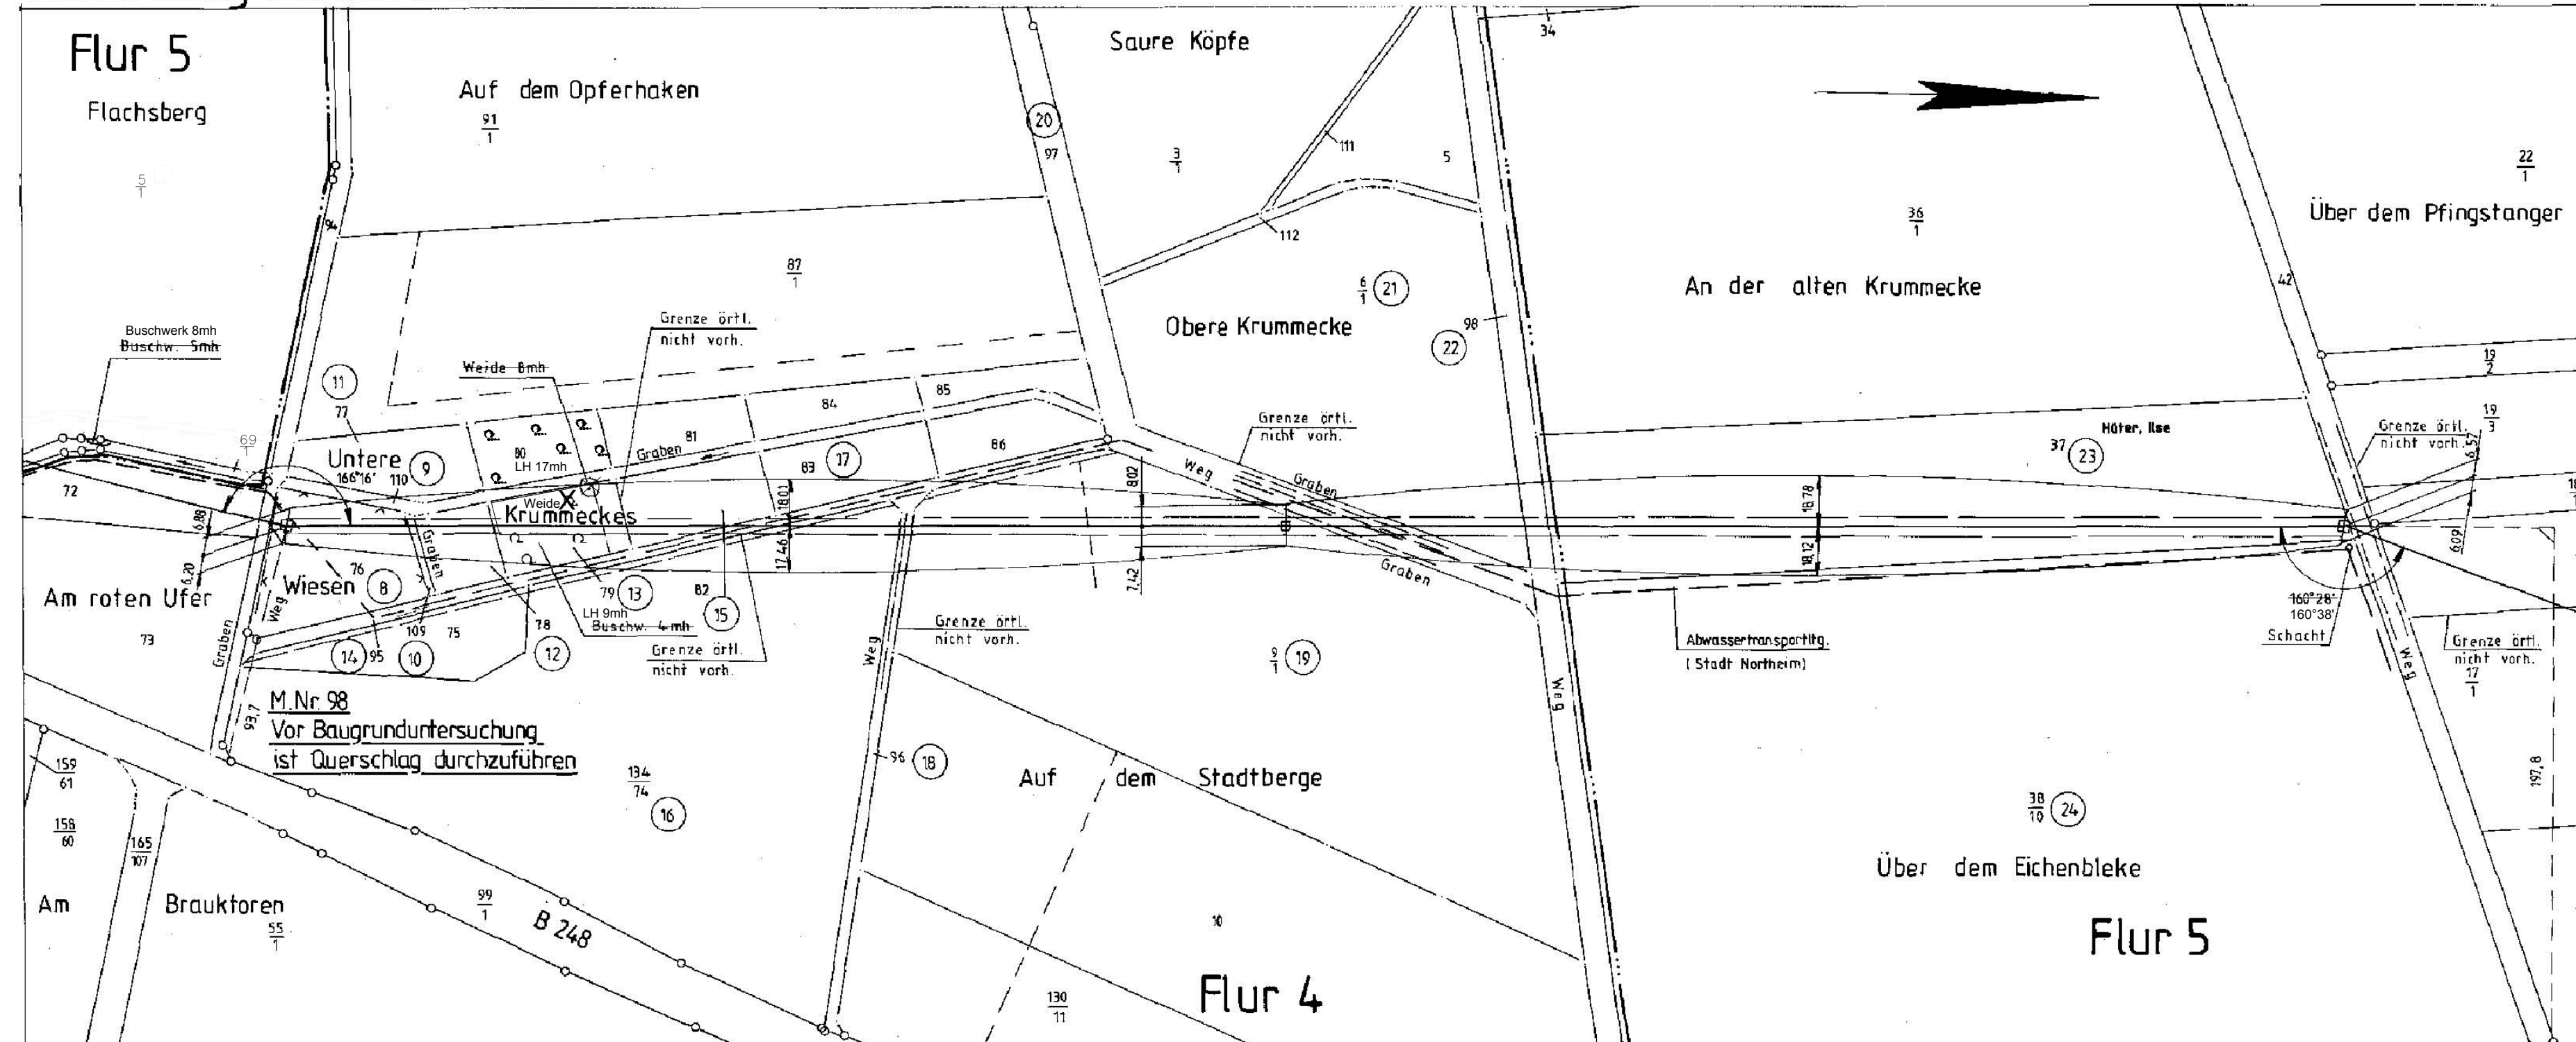 Flur 5
Flachsberg
5
1
Auf dem Opferhaken
91
1
Saure Köpfe
20
97
3
1
111
5
112
34
36
1
22
1
Über dem Pfingstanger
An der alten Krummecke
42
87
1
6
1
21
Obere Krummecke
98
22
Buschwerk 8mh
Buschw. 5mh
Grenze örtl.
nicht vorh.
Weide 8mh
11
77
69
1
84
85
81
80
LH 17mh
Graben
86
83
17
Untere
9
166°16'
110
Weide
Krummeckes
72
6,88
6,20
18,01
17,46
8,02
7,42
Weg
Graben
Graben
Grenze örtl.
nicht vorh.
Hüter, Ilse
37
23
19
2
19
3
Grenze örtl.
nicht vorh.
6,57
6,09
18
18,78
18,12
Graben
76
Wiesen
8
Am roten Ufer
73
Weg
Graben
14
95
109
10
75
78
12
79
13
LH 9mh
Buschw. 4 mh
82
15
Grenze örtl.
nicht vorh.
Grenze örtl.
nicht vorh.
Weg
9
1
19
Abwassertransportltg.
(Stadt Northeim)
160°28'
160°38'
Schacht
Grenze örtl.
nicht vorh.
17
1
Weg
Weg
93,7
M.Nr. 98
Vor Baugrunduntersuchung
ist Querschlag durchzuführen
134
74
16
96
18
Auf dem Stadtberge
197,8
159
61
158
60
165
107
38
10
24
Über dem Eichenbleke
Am Brauktoren
55
1
99
1
B 248
10
130
11
Flur 4
Flur 5